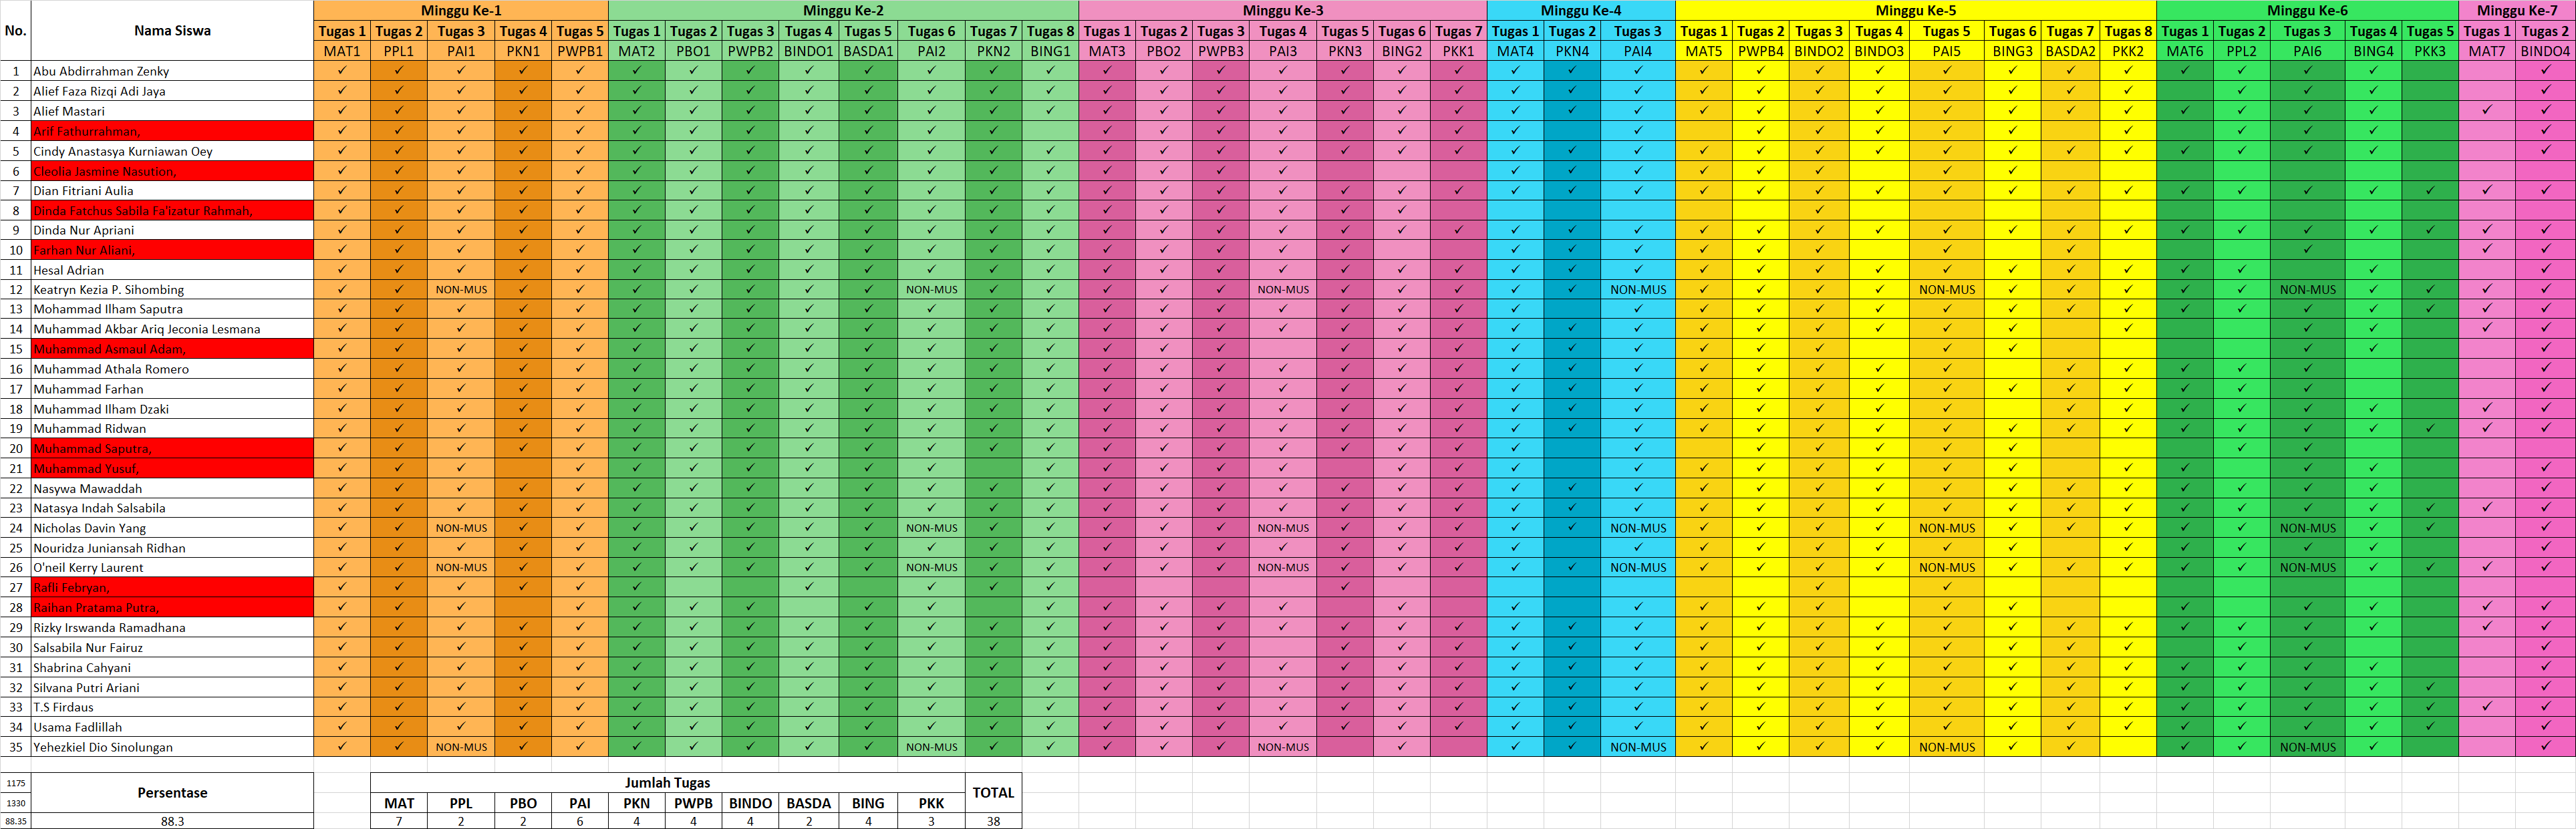 No. Nama Siswa Minggu Ke-1 Minggu Ke-2 Minggu Ke-3 Minggu Ke-4 Minggu Ke-5 Minggu Ke-6 Minggu Ke-7
Tugas 1 Tugas 2 Tugas 3 Tugas 4 Tugas 5 Tugas 1 Tugas 2 Tugas 3 Tugas 4 Tugas 5 Tugas 6 Tugas 7 Tugas 8 Tugas 1 Tugas 2 Tugas 3 Tugas 4 Tugas 5 Tugas 6 Tugas 7 Tugas 1 Tugas 2 Tugas 3 Tugas 1 Tugas 2 Tugas 3 Tugas 4 Tugas 5 Tugas 6 Tugas 7 Tugas 8 Tugas 1 Tugas 2 Tugas 3 Tugas 4 Tugas 5 Tugas 1 Tugas 2
MAT1 PPL1 PAI1 PKN1 PWPB1 MAT2 PBO1 PWPB2 BINDO1 BASDA1 PAI2 PKN2 BING1 MAT3 PBO2 PWPB3 PAI3 PKN3 BING2 PKK1 MAT4 PKN4 PAI4 MAT5 PWPB4 BINDO2 BINDO3 PAI5 BING3 BASDA2 PKK2 MAT6 PPL2 PAI6 BING4 PKK3 MAT7 BINDO4
1 Abu Abdirrahman Zenky
2 Alief Faza Rizqi Adi Jaya
3 Alief Mastari
4 Arif Fathurrahman,
5 Cindy Anastasya Kurniawan Oey
6 Cleolia Jasmine Nasution,
7 Dian Fitriani Aulia
8 Dinda Fatchus Sabila Fa'izatur Rahmah,
9 Dinda Nur Apriani
10 Farhan Nur Aliani,
11 Hesal Adrian
12 Keatryn Kezia P. Sihombing NON-MUS NON-MUS NON-MUS NON-MUS NON-MUS NON-MUS
13 Mohammad Ilham Saputra
14 Muhammad Akbar Ariq Jeconia Lesmana
15 Muhammad Asmaul Adam,
16 Muhammad Athala Romero
17 Muhammad Farhan
18 Muhammad Ilham Dzaki
19 Muhammad Ridwan
20 Muhammad Saputra,
21 Muhammad Yusuf,
22 Nasywa Mawaddah
23 Natasya Indah Salsabila
24 Nicholas Davin Yang NON-MUS NON-MUS NON-MUS NON-MUS NON-MUS NON-MUS
25 Nouridza Juniansah Ridhan
26 O'neil Kerry Laurent NON-MUS NON-MUS NON-MUS NON-MUS NON-MUS NON-MUS
27 Rafli Febryan,
28 Raihan Pratama Putra,
29 Rizky Irswanda Ramadhana
30 Salsabila Nur Fairuz
31 Shabrina Cahyani
32 Silvana Putri Ariani
33 T.S Firdaus
34 Usama Fadlillah
35 Yehezkiel Dio Sinolungan NON-MUS NON-MUS NON-MUS NON-MUS NON-MUS NON-MUS
1175 Persentase Jumlah Tugas TOTAL
1330 MAT PPL PBO PAI PKN PWPB BINDO BASDA BING PKK
88.35 88.3 7 2 2 6 4 4 4 2 4 3 38